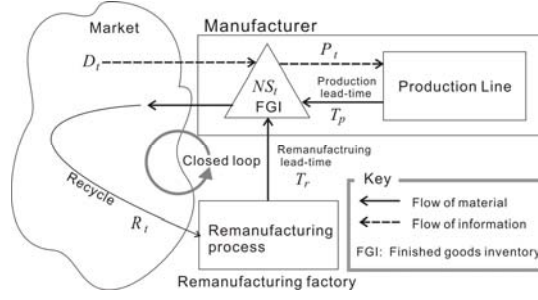 Market
Manufacturer
D_t
P_t
NS_t
FGI
Production
lead-time
T_p
Production Line
Closed loop
Remanufactruing
lead-time
T_r
Recycle
R_t
Remanufacturing
process
Remanufacturing factory
Key
Flow of material
Flow of information
FGI: Finished goods inventory